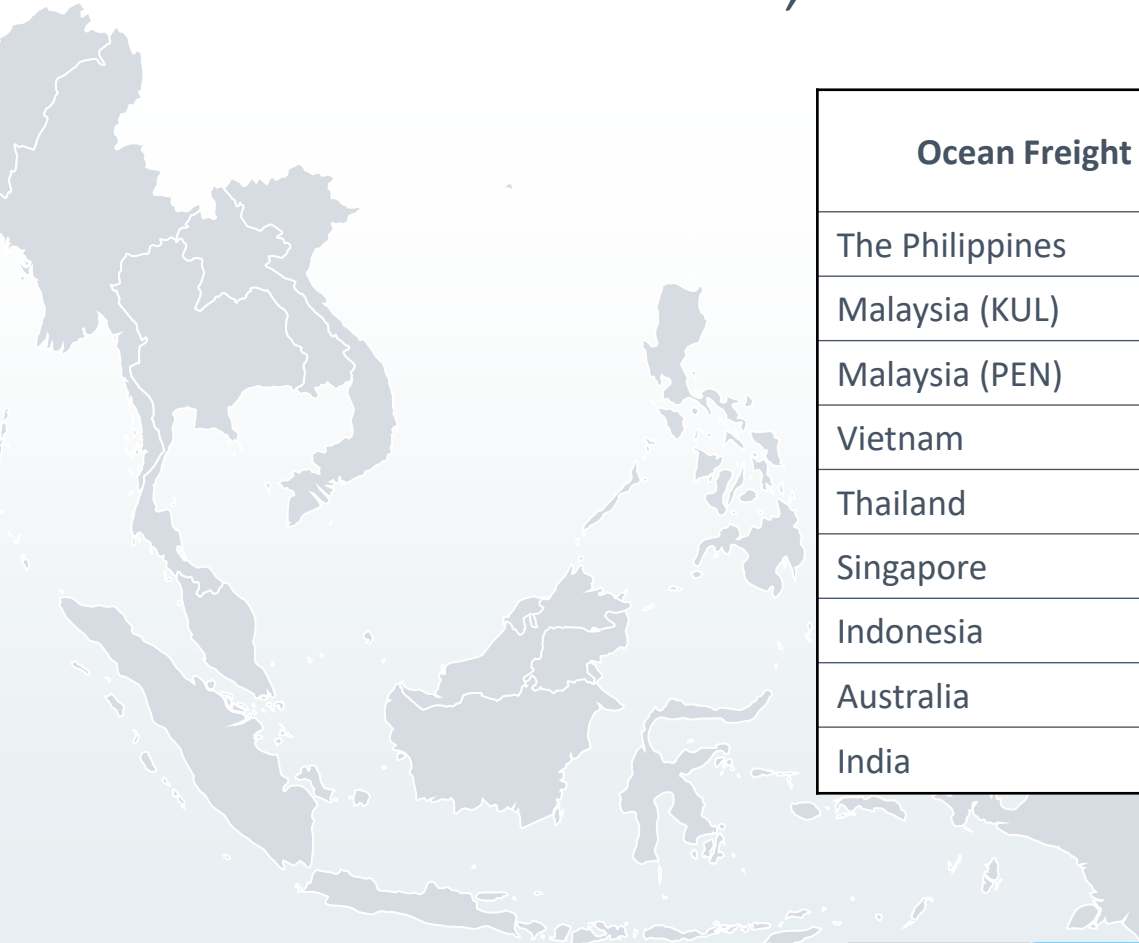 Ocean Freight
The Philippines
Malaysia (KUL)
Malaysia (PEN)
Vietnam
Thailand
Singapore
Indonesia
Australia
India